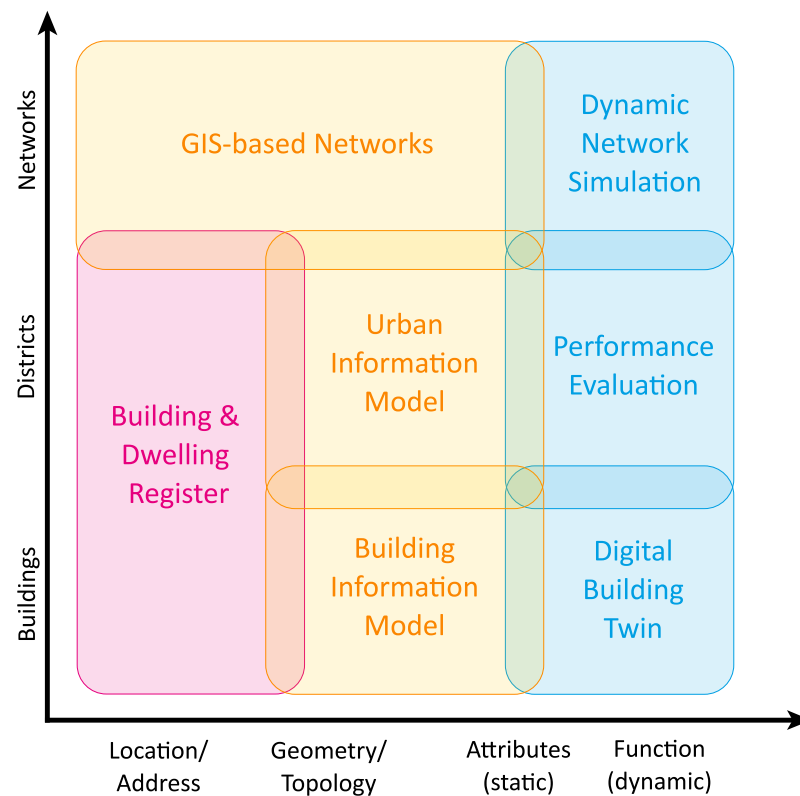 Networks
Districts
Buildings
GIS-based Networks
Dynamic
Network
Simulation
Urban
Information
Model
Performance
Evaluation
Building &
Dwelling
Register
Building
Information
Model
Digital
Building
Twin
Location/
Address
Geometry/
Topology
Attributes
(static)
Function
(dynamic)